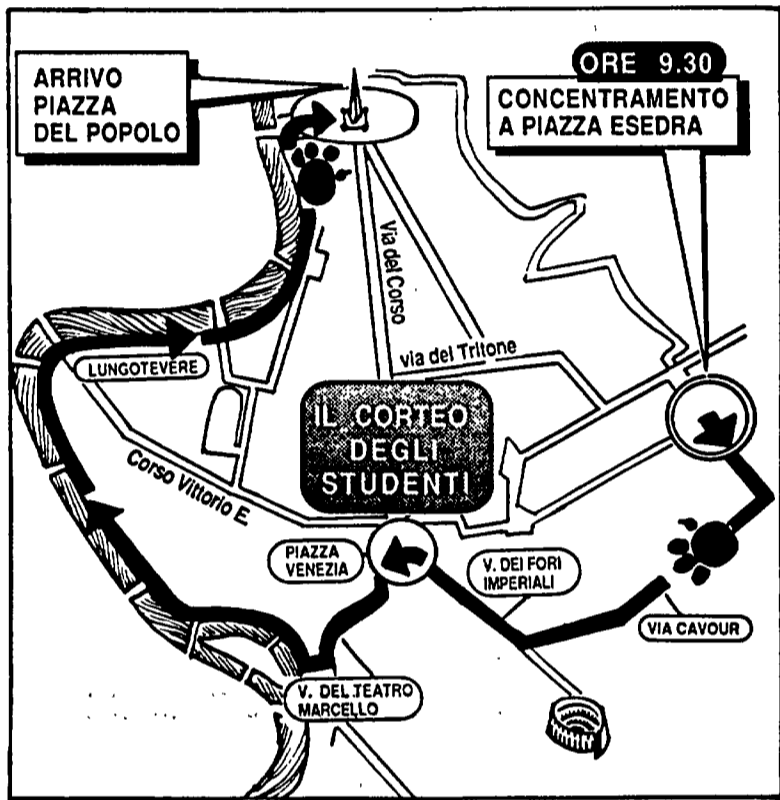 ARRIVO
PIAZZA
DEL POPOLO
ORE 9.30
CONCENTRAMENTO
A PIAZZA ESEDRA
Via del Corso
via del Tritone
LUNGOTEVERE
IL CORTEO
DEGLI
STUDENTI
Corso Vittorio E.
PIAZZA
VENEZIA
V. DEI FORI
IMPERIALI
VIA CAVOUR
V. DEL TEATRO
MARCELLO